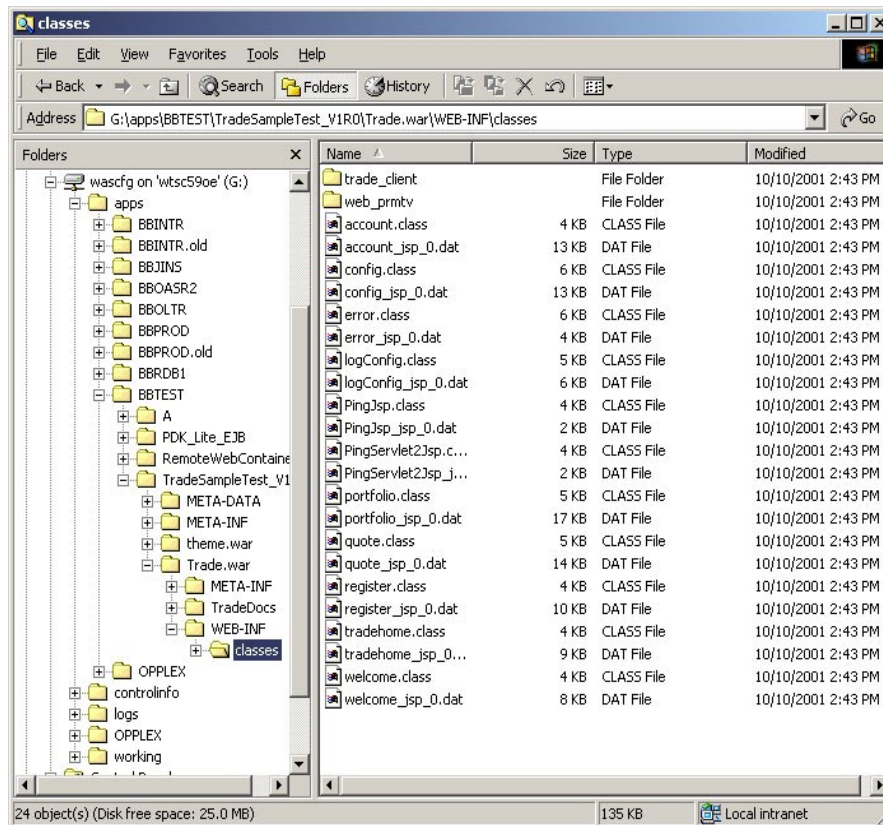 classes
File Edit View Favorites Tools Help
Back Search Folders History
Address G:\apps\BBTEST\TradeSampleTest_V1R0\Trade.war\WEB-INF\classes Go
Folders
wascfg on 'wtsc59oe' (G:)
apps
BBINTR
BBINTR.old
BBJINS
BBOASR2
BBOLTR
BBPROD
BBPROD.old
BBRDB1
BBTEST
A
PDK_Lite_EJB
RemoteWebContaine
TradeSampleTest_V1
META-DATA
META-INF
theme.war
Trade.war
META-INF
TradeDocs
WEB-INF
classes
OPPLEX
controlinfo
logs
OPPLEX
working
Name Size Type Modified
trade_client File Folder 10/10/2001 2:43 PM
web_prmtv File Folder 10/10/2001 2:43 PM
account.class 4 KB CLASS File 10/10/2001 2:43 PM
account_jsp_0.dat 13 KB DAT File 10/10/2001 2:43 PM
config.class 6 KB CLASS File 10/10/2001 2:43 PM
config_jsp_0.dat 13 KB DAT File 10/10/2001 2:43 PM
error.class 6 KB CLASS File 10/10/2001 2:43 PM
error_jsp_0.dat 4 KB DAT File 10/10/2001 2:43 PM
logConfig.class 5 KB CLASS File 10/10/2001 2:43 PM
logConfig_jsp_0.dat 6 KB DAT File 10/10/2001 2:43 PM
PingJsp.class 4 KB CLASS File 10/10/2001 2:43 PM
PingJsp_jsp_0.dat 2 KB DAT File 10/10/2001 2:43 PM
PingServlet2Jsp.c... 4 KB CLASS File 10/10/2001 2:43 PM
PingServlet2Jsp_j... 2 KB DAT File 10/10/2001 2:43 PM
portfolio.class 5 KB CLASS File 10/10/2001 2:43 PM
portfolio_jsp_0.dat 17 KB DAT File 10/10/2001 2:43 PM
quote.class 5 KB CLASS File 10/10/2001 2:43 PM
quote_jsp_0.dat 14 KB DAT File 10/10/2001 2:43 PM
register.class 4 KB CLASS File 10/10/2001 2:43 PM
register_jsp_0.dat 10 KB DAT File 10/10/2001 2:43 PM
tradehome.class 4 KB CLASS File 10/10/2001 2:43 PM
tradehome_jsp_0... 9 KB DAT File 10/10/2001 2:43 PM
welcome.class 4 KB CLASS File 10/10/2001 2:43 PM
welcome_jsp_0.dat 8 KB DAT File 10/10/2001 2:43 PM
24 object(s) (Disk free space: 25.0 MB) 135 KB Local intranet